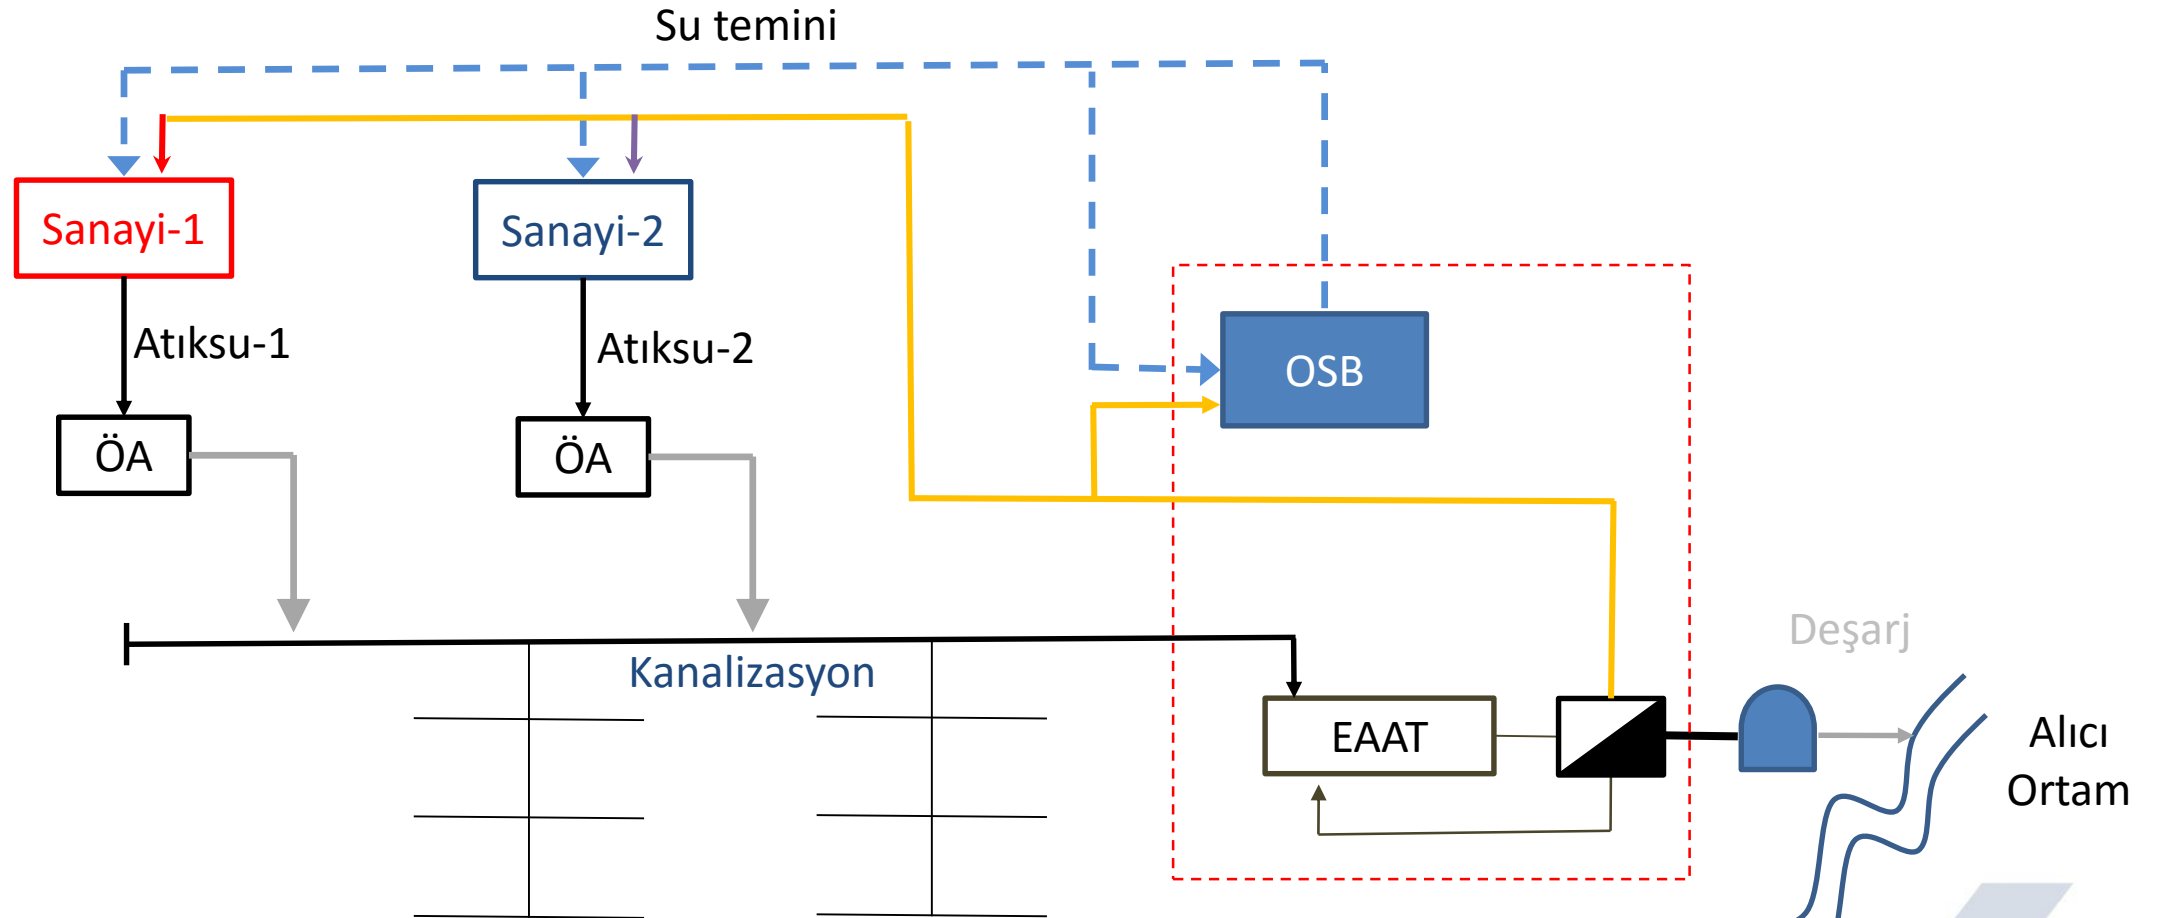 Su temini
Sanayi-1
Sanayi-2
Atıksu-1
Atıksu-2
OSB
ÖA
ÖA
Kanalizasyon
Deşarj
EAAT
Alıcı
Ortam